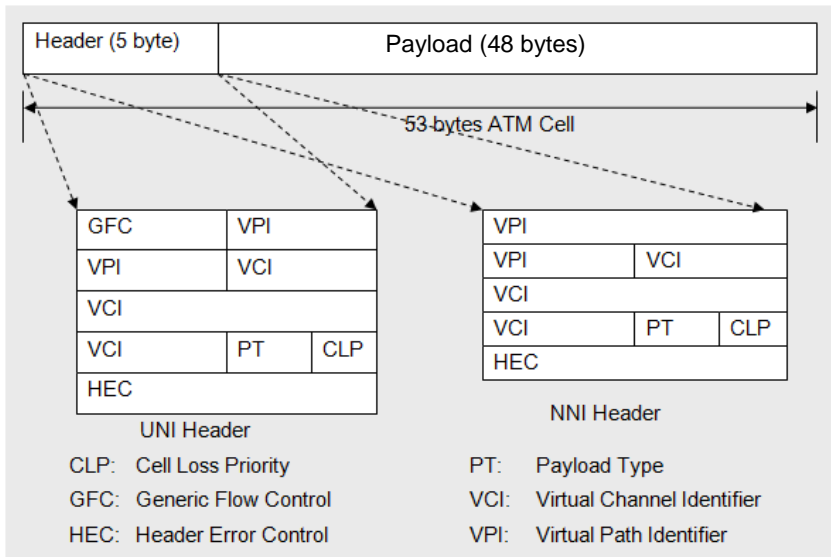 Header (5 byte) Payload (48 bytes)
53 bytes ATM Cell
GFC VPI
VPI VCI
VCI
VCI PT CLP
HEC
UNI Header
VPI
VPI VCI
VCI
VCI PT CLP
HEC
NNI Header
CLP: Cell Loss Priority
GFC: Generic Flow Control
HEC: Header Error Control
PT: Payload Type
VCI: Virtual Channel Identifier
VPI: Virtual Path Identifier